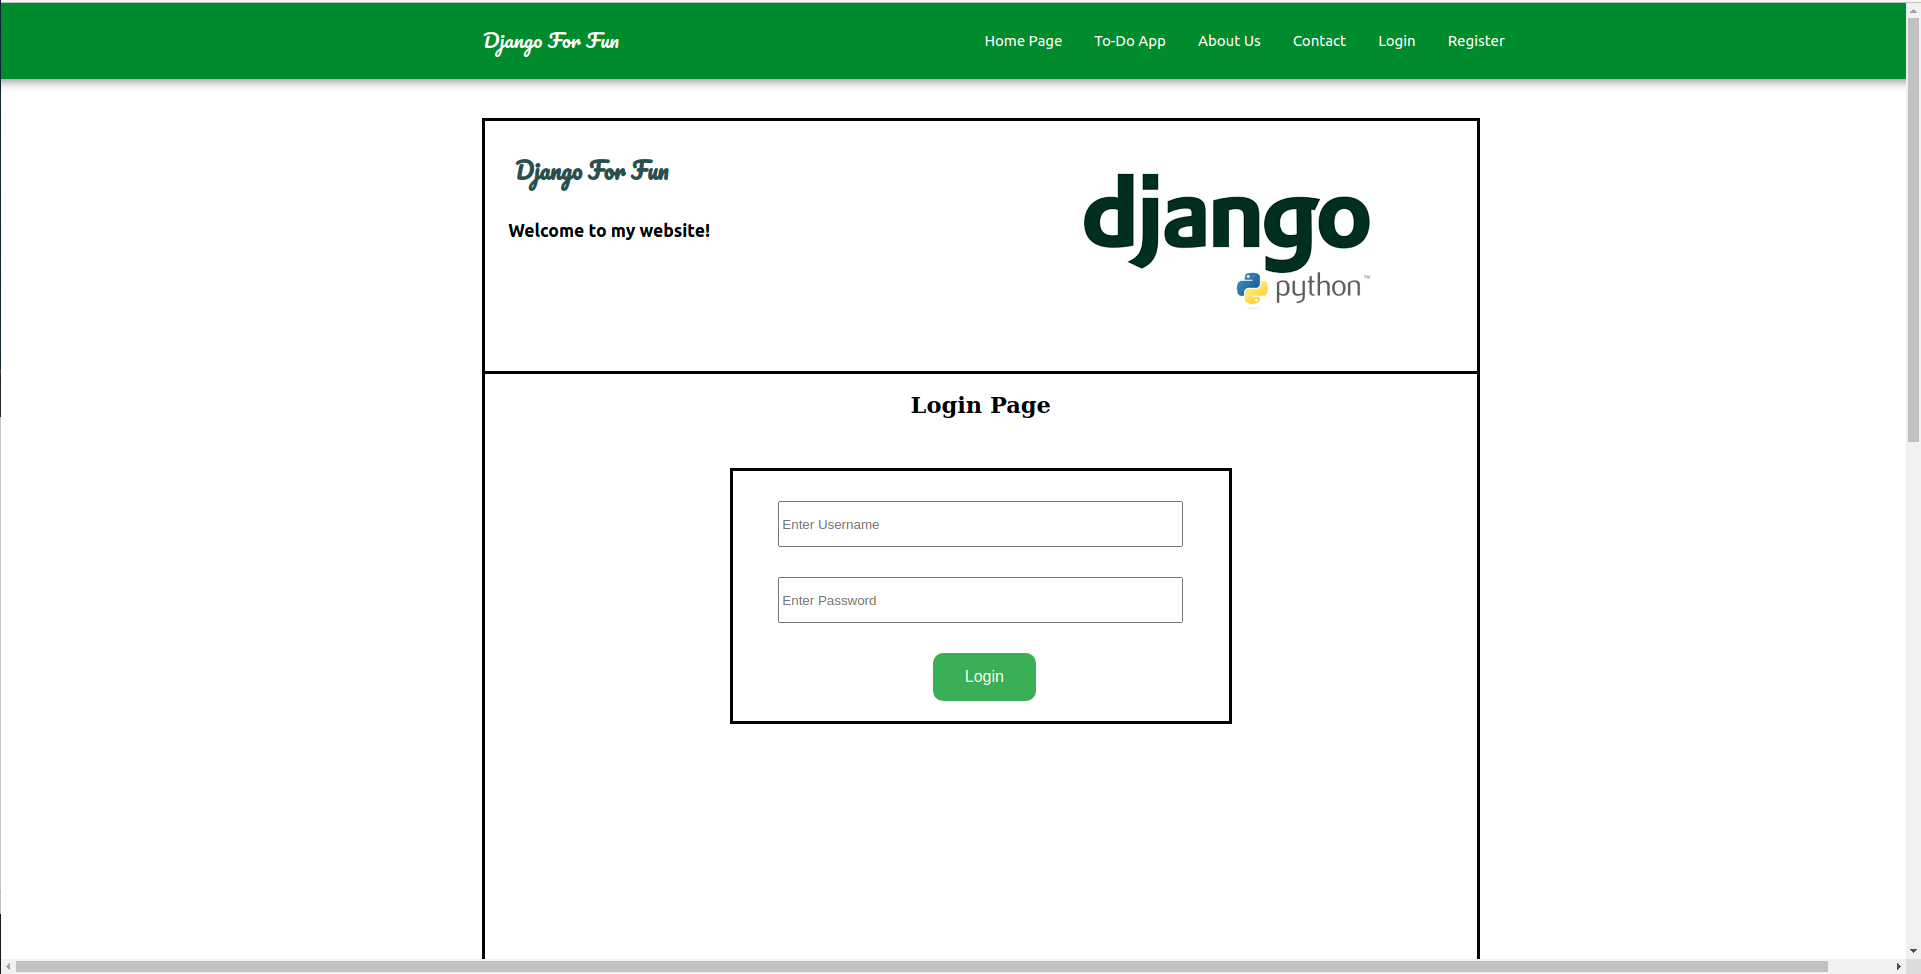 Django For Fun
Home Page To-Do App About Us Contact Login Register
Django For Fun
Welcome to my website!
django
python™
Login Page
Enter Username
Enter Password
Login